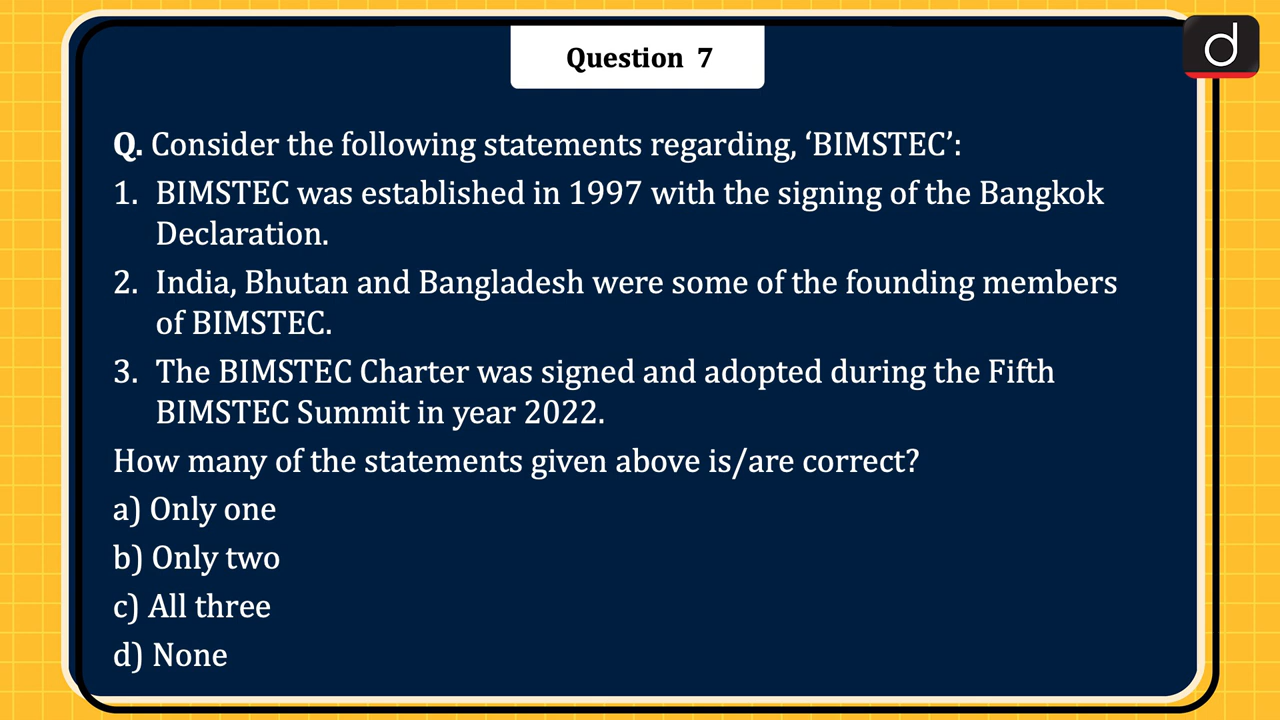 Question 7
d
Q. Consider the following statements regarding, ‘BIMSTEC’:
1. BIMSTEC was established in 1997 with the signing of the Bangkok
Declaration.
2. India, Bhutan and Bangladesh were some of the founding members
of BIMSTEC.
3. The BIMSTEC Charter was signed and adopted during the Fifth
BIMSTEC Summit in year 2022.
How many of the statements given above is/are correct?
a) Only one
b) Only two
c) All three
d) None